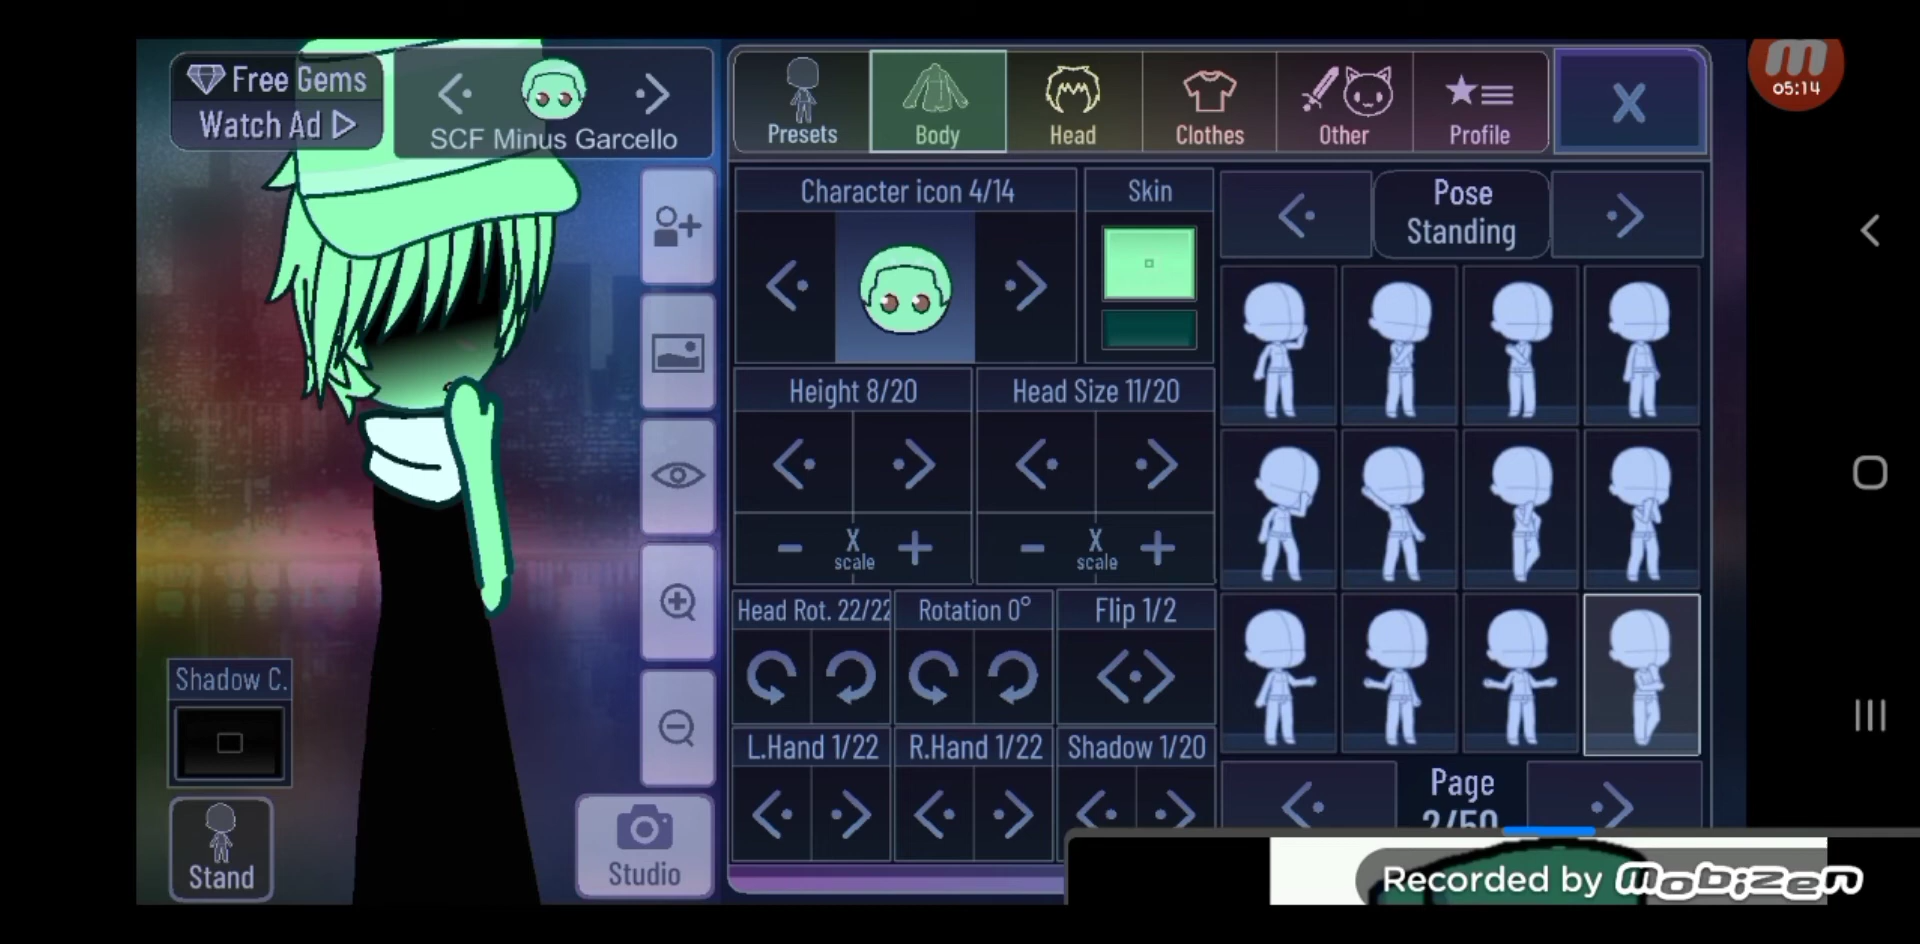 Free Gems
Watch Ad
SCF Minus Garcello
Presets
Body
Head
Clothes
Other
Profile
X
05:14
Character icon 4/14
Skin
Pose
Standing
Height 8/20
Head Size 11/20
X
scale
X
scale
Head Rot. 22/22
Rotation 0°
Flip 1/2
Shadow C.
L.Hand 1/22
R.Hand 1/22
Shadow 1/20
Page
2/50
Stand
Studio
Recorded by Mobizen